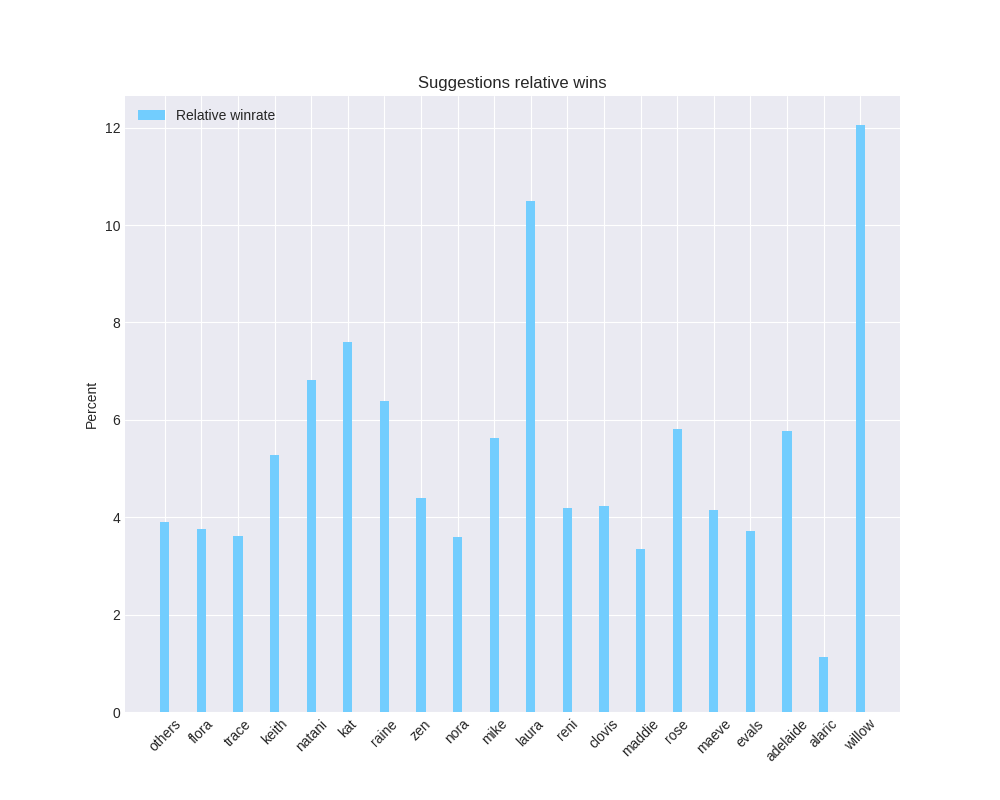 Suggestions relative wins
Relative winrate
12
10
8
6
4
2
0
Percent
others
flora
trace
keith
natani
kat
raine
zen
nora
mike
laura
reni
clovis
maddie
rose
maeve
evals
adelaide
alaric
willow